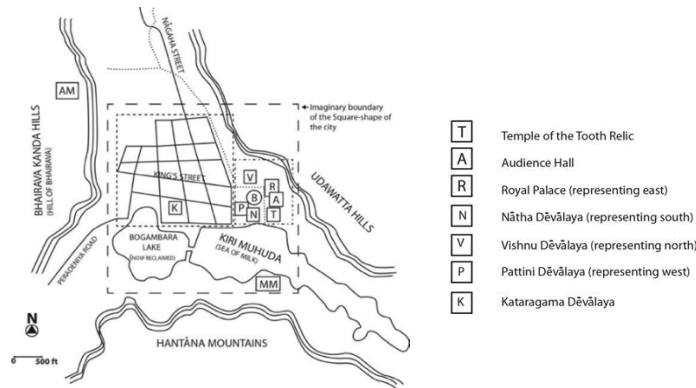 NĀGAHA STREET
AM
BHAIRAVA KANDA HILLS
(HILL OF BHAIRAVA)
Imaginary boundary
of the Square-shape of
the city
KING'S STREET
V
R
B
A
K
P
N
T
UDAWATTA HILLS
PERADENIYA ROAD
BOGAMBARA
LAKE
(NOW RECLAIMED)
KIRI MUHUDA
(SEA OF MILK)
MM
N
0 500 ft
HANTÂNA MOUNTAINS
T Temple of the Tooth Relic
A Audience Hall
R Royal Palace (representing east)
N Nātha Dēvālaya (representing south)
V Vishnu Dēvālaya (representing north)
P Pattini Dēvālaya (representing west)
K Kataragama Dēvālaya